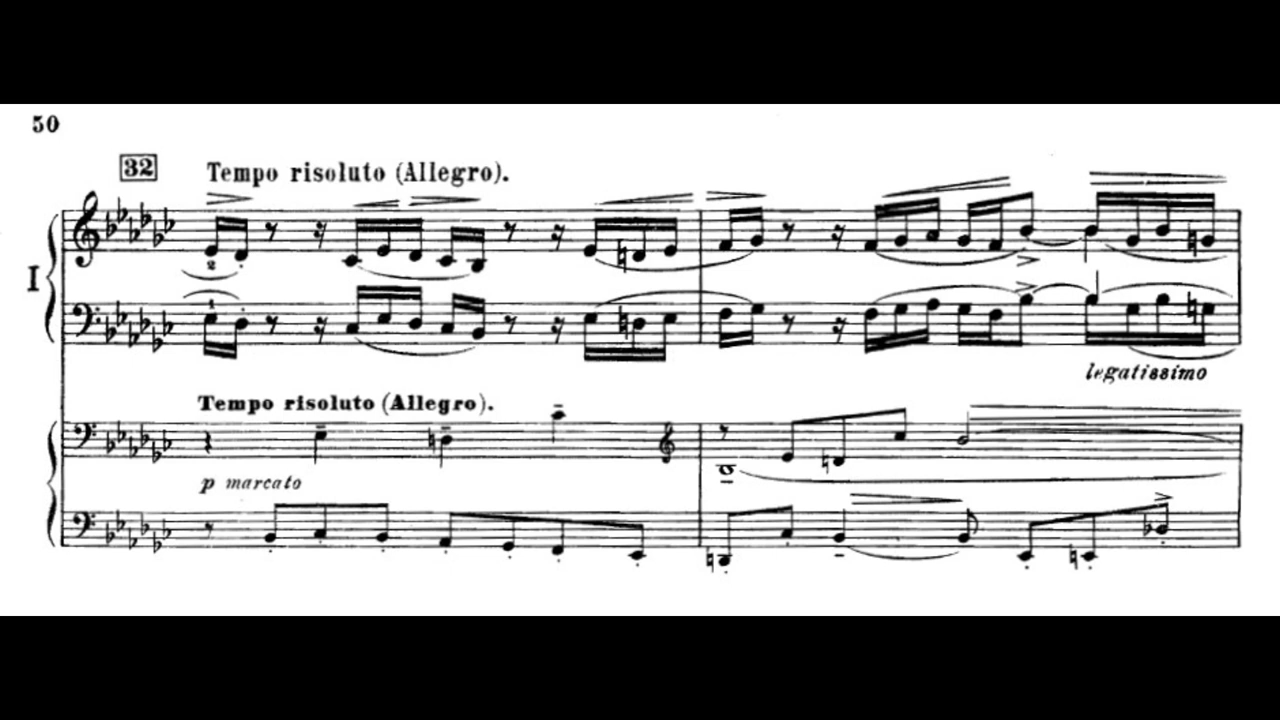 50
32 Tempo risoluto (Allegro).
I
legatissimo
Tempo risoluto (Allegro).
p marcato